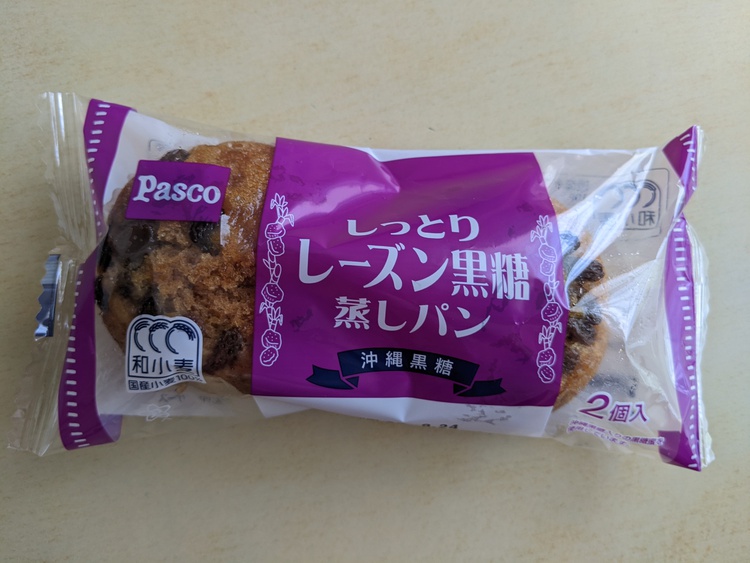 Pasco
しっとり
レーズン黒糖
蒸しパン
沖縄黒糖
和小麦
国産小麦100%
2個入